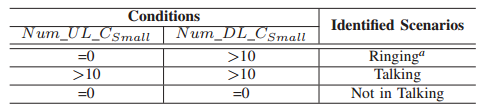 Conditions Identified Scenarios
Num_UL_C_Small Num_DL_C_Small
=0 >10 Ringing^a
>10 >10 Talking
=0 =0 Not in Talking